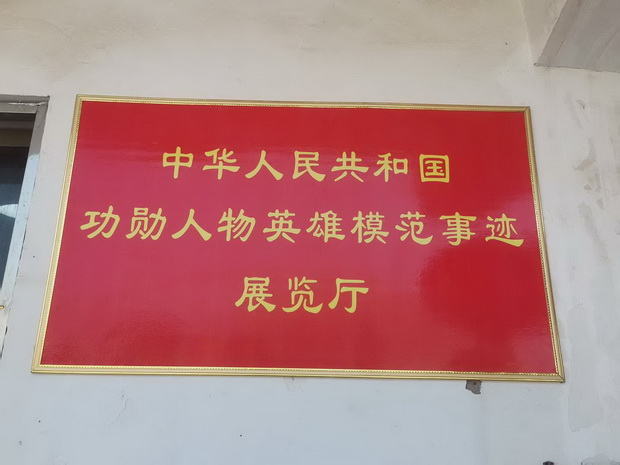 中华人民共和国
功勋人物英雄模范事迹
展览厅